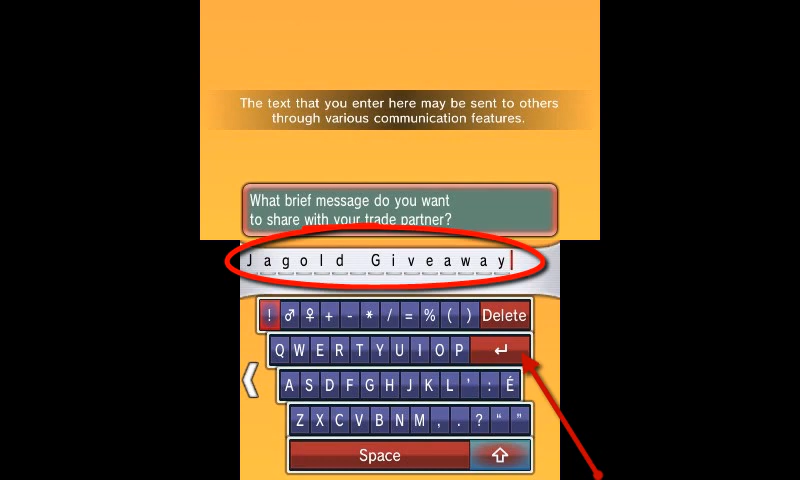 The text that you enter here may be sent to others
through various communication features.
What brief message do you want
to share with your trade partner?
Jagold Giveaway
! ♂ ♀ + - * / = % ( ) Delete
Q W E R T Y U I O P ↵
A S D F G H J K L ' : É
Z X C V B N M , . ? “ ”
Space